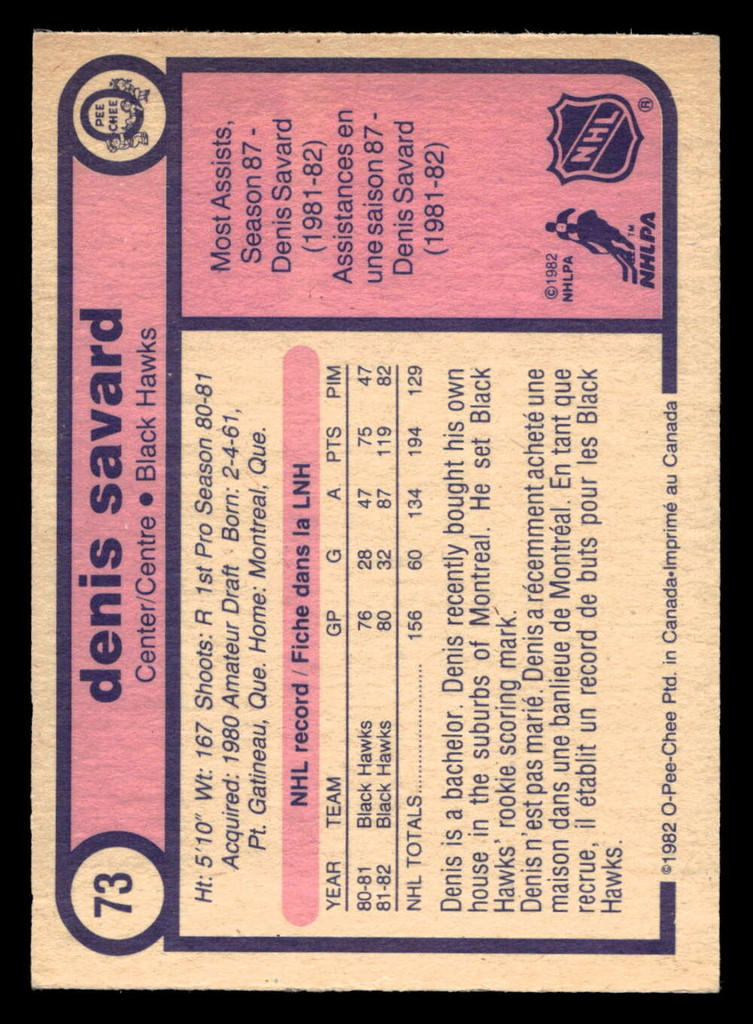 73
denis savard
Center/Centre • Black Hawks
O PEE CHEE
Ht: 5'10" Wt: 167 Shoots: R 1st Pro Season 80-81
Acquired: 1980 Amateur Draft Born: 2-4-61,
Pt. Gatineau, Que. Home: Montreal, Que.
NHL record / Fiche dans la LNH
YEAR TEAM GP G A PTS PIM
80-81 Black Hawks 76 28 47 75 47
81-82 Black Hawks 80 32 87 119 82
NHL TOTALS.................... 156 60 134 194 129
Denis is a bachelor. Denis recently bought his own
house in the suburbs of Montreal. He set Black
Hawks' rookie scoring mark.
Denis n'est pas marié. Denis a récemment acheté une
maison dans une banlieue de Montréal. En tant que
recrue, il établit un record de buts pour les Black
Hawks.
Most Assists,
Season 87 -
Denis Savard
(1981-82)
Assistances en
une saison 87 -
Denis Savard
(1981-82)
©1982
NHLPA
NHLPA™
NHL®
©1982 O-Pee-Chee Ptd. in Canada•Imprimé au Canada